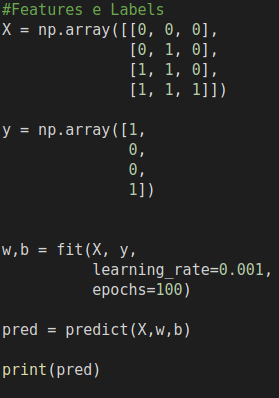 #Features e Labels
X = np.array([[0, 0, 0],
              [0, 1, 0],
              [1, 1, 0],
              [1, 1, 1]])
y = np.array([1,
              0,
              0,
              1])
w,b = fit(X, y,
          learning_rate=0.001,
          epochs=100)
pred = predict(X,w,b)
print(pred)